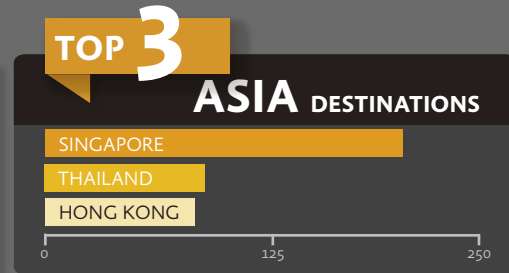 TOP 3
ASIA DESTINATIONS
SINGAPORE
THAILAND
HONG KONG
0 125 250